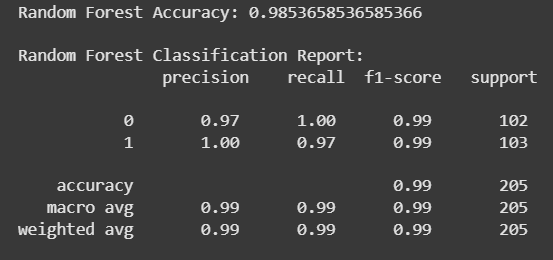 Random Forest Accuracy: 0.9853658536585366
Random Forest Classification Report:
precision recall f1-score support
0 0.97 1.00 0.99 102
1 1.00 0.97 0.99 103
accuracy 0.99 205
macro avg 0.99 0.99 0.99 205
weighted avg 0.99 0.99 0.99 205